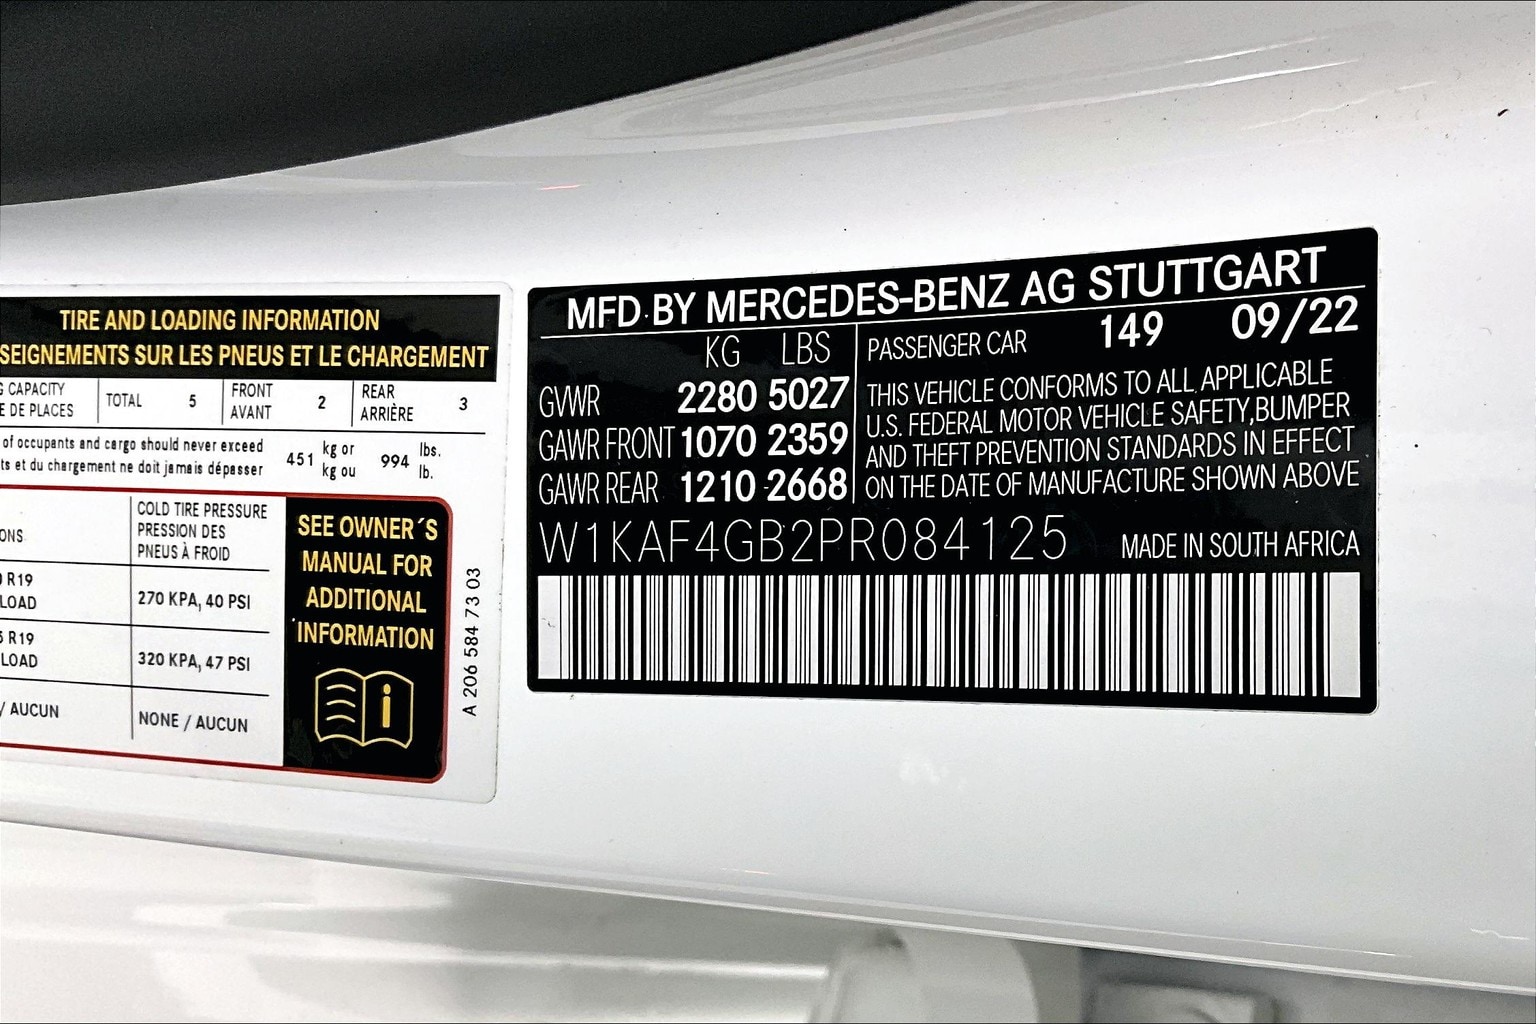 TIRE AND LOADING INFORMATION
SEIGNEMENTS SUR LES PNEUS ET LE CHARGEMENT
G CAPACITY
E DE PLACES
TOTAL 5
FRONT
AVANT
2
REAR
ARRIÈRE
3
of occupants and cargo should never exceed
ts et du chargement ne doit jamais dépasser
451 kg or
kg ou
994 lbs.
lb.
ONS
COLD TIRE PRESSURE
PRESSION DES
PNEUS À FROID
R19
LOAD
270 KPA, 40 PSI
R19
LOAD
320 KPA, 47 PSI
/ AUCUN
NONE / AUCUN
SEE OWNER´S
MANUAL FOR
ADDITIONAL
INFORMATION
A 206 584 73 03
MFD.BY MERCEDES-BENZ AG STUTTGART
KG LBS
GVWR 2280 5027
GAWR FRONT 1070 2359
GAWR REAR 1210 2668
PASSENGER CAR 149 09/22
THIS VEHICLE CONFORMS TO ALL APPLICABLE
U.S. FEDERAL MOTOR VEHICLE SAFETY,BUMPER
AND THEFT PREVENTION STANDARDS IN EFFECT
ON THE DATE OF MANUFACTURE SHOWN ABOVE
W1KAF4GB2PR084125
MADE IN SOUTH AFRICA